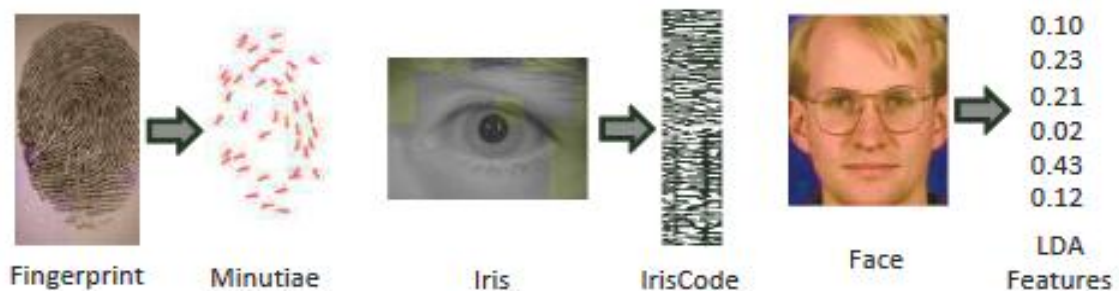 0.10
0.23
0.21
0.02
0.43
0.12
Fingerprint
Minutiae
Iris
IrisCode
Face
LDA
Features